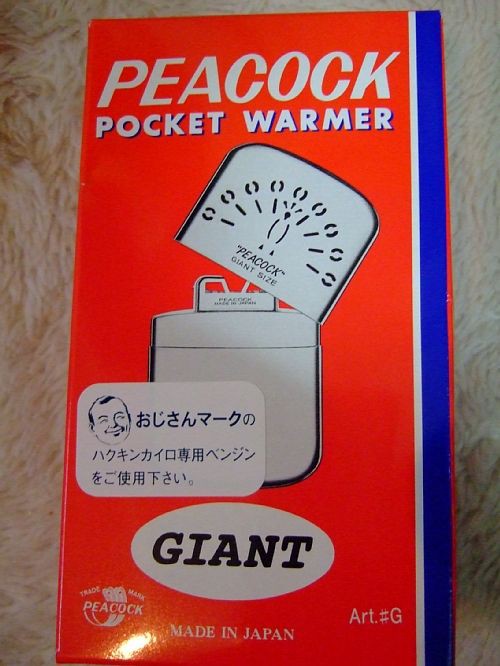 PEACOCK
POCKET WARMER
"PEACOCK"
GIANT SIZE
PEACOCK
MADE IN JAPAN
おじさんマークの
ハクキンカイロ専用ベンジン
をご使用下さい。
GIANT
TRADE MARK
PEACOCK
Art.#G
MADE IN JAPAN